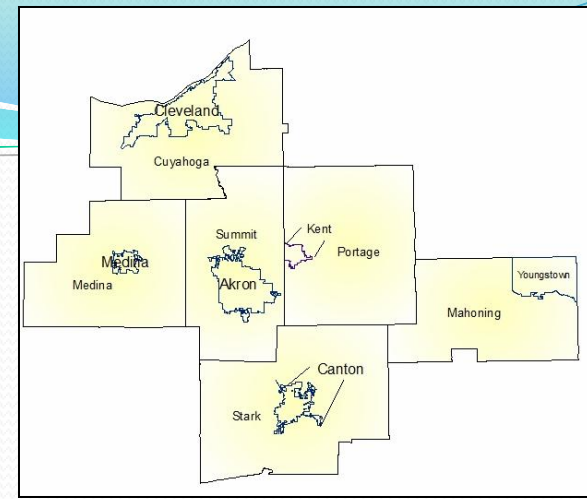 Cleveland
Cuyahoga
Summit
Kent
Portage
Medina
Medina
Akron
Youngstown
Mahoning
Canton
Stark